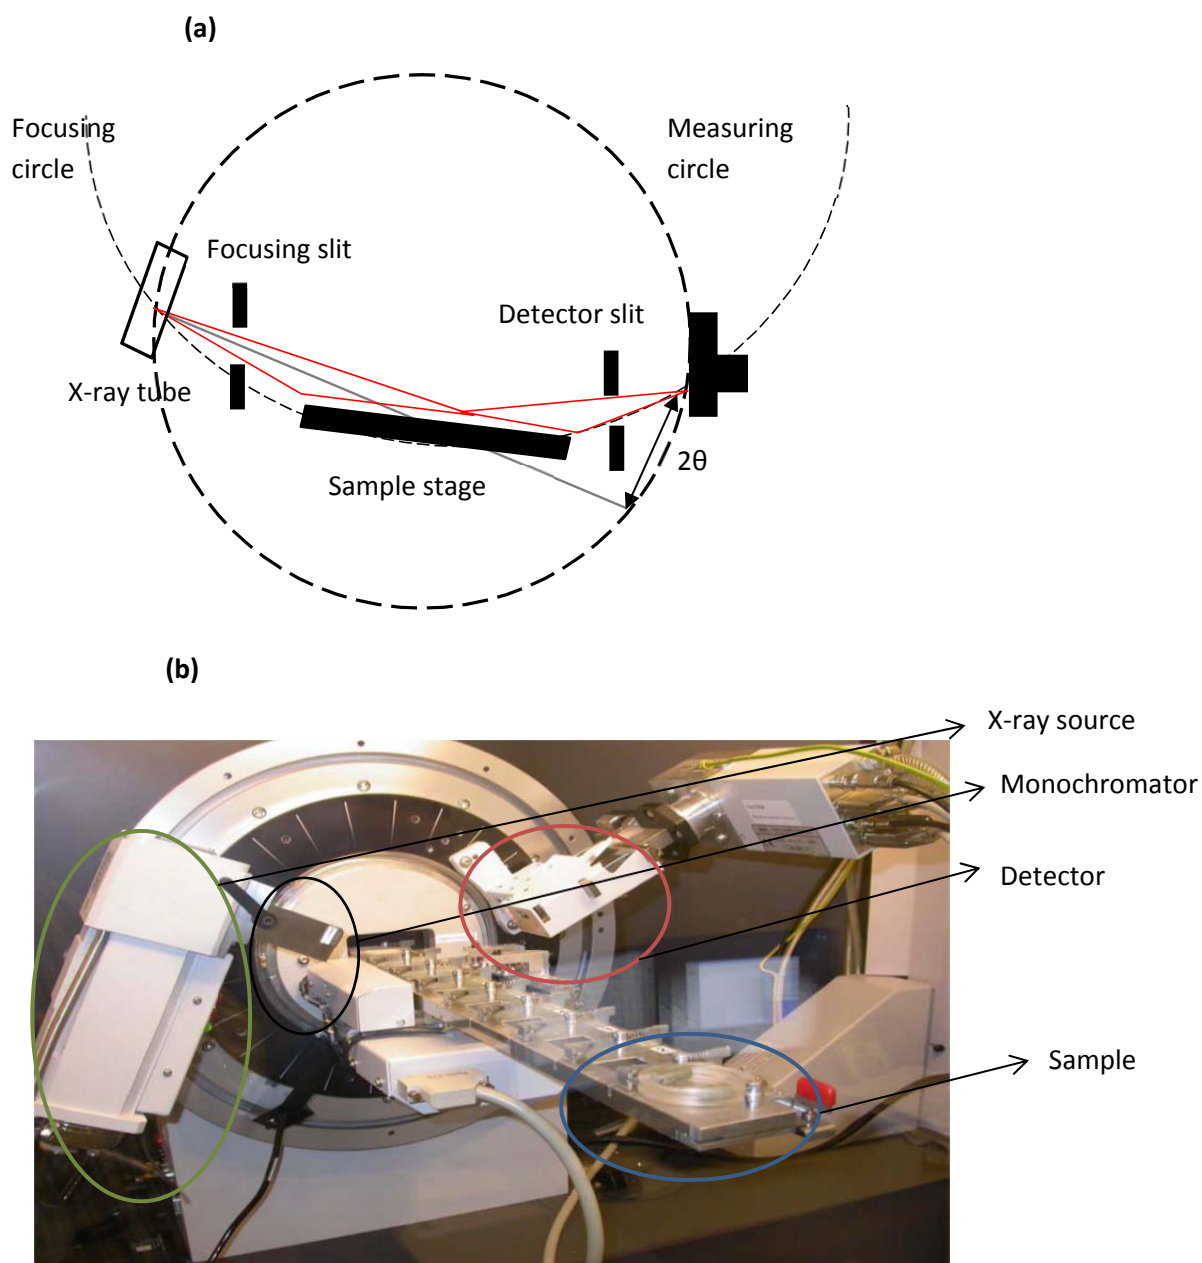 (a)
Focusing
circle
Measuring
circle
Focusing slit
Detector slit
X-ray tube
2θ
Sample stage
(b)
X-ray source
Monochromator
Detector
Sample